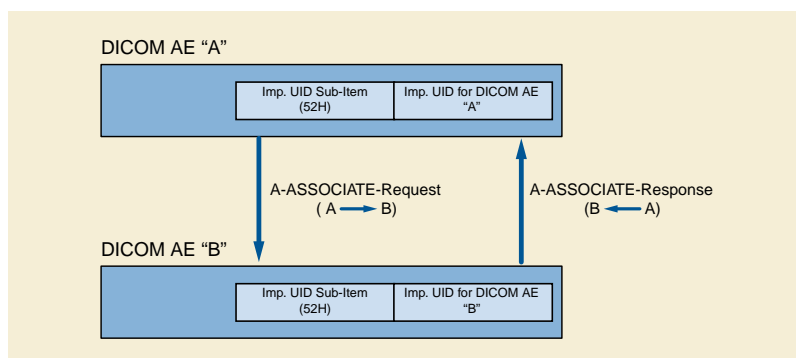 DICOM AE “A”
Imp. UID Sub-Item
(52H)
Imp. UID for DICOM AE
“A”
A-ASSOCIATE-Request
( A B)
A-ASSOCIATE-Response
(B A)
DICOM AE “B”
Imp. UID Sub-Item
(52H)
Imp. UID for DICOM AE
“B”